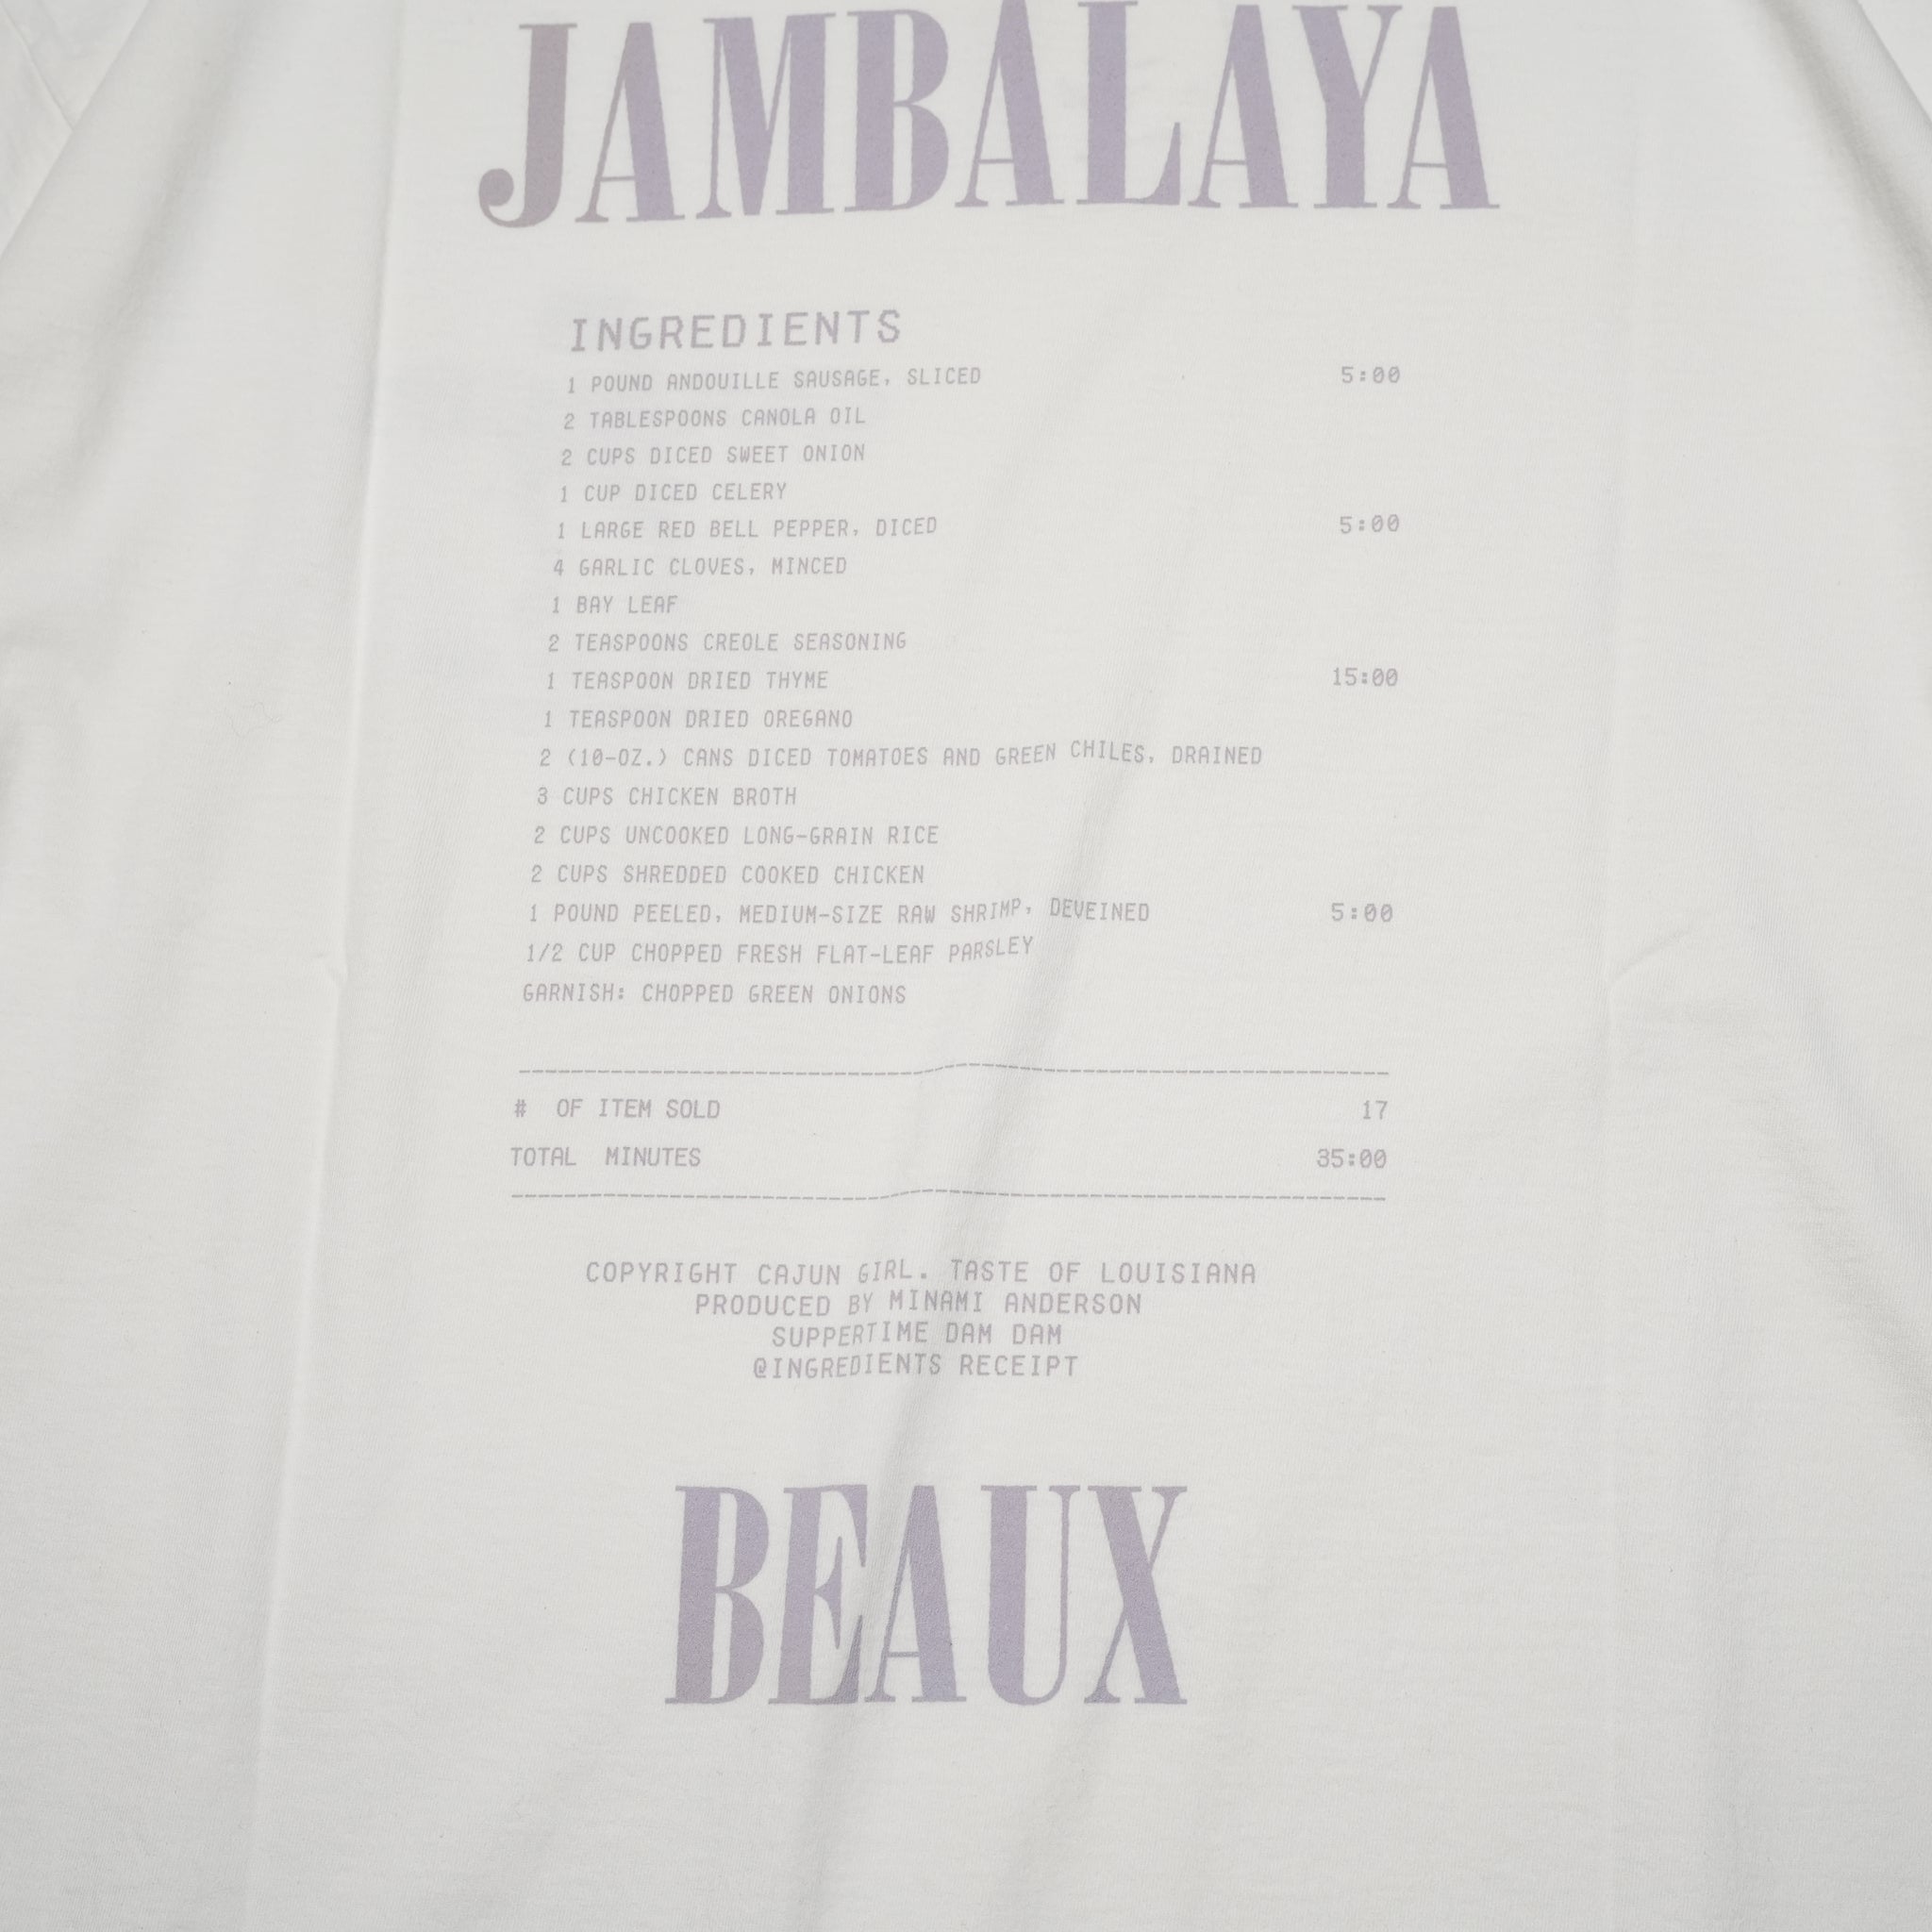 JAMBALAYA
INGREDIENTS
1 POUND ANDOUILLE SAUSAGE, SLICED 5:00
2 TABLESPOONS CANOLA OIL
2 CUPS DICED SWEET ONION
1 CUP DICED CELERY
1 LARGE RED BELL PEPPER, DICED 5:00
4 GARLIC CLOVES, MINCED
1 BAY LEAF
2 TEASPOONS CREOLE SEASONING
1 TEASPOON DRIED THYME 15:00
1 TEASPOON DRIED OREGANO
2 (10-OZ.) CANS DICED TOMATOES AND GREEN CHILES, DRAINED
3 CUPS CHICKEN BROTH
2 CUPS UNCOOKED LONG-GRAIN RICE
2 CUPS SHREDDED COOKED CHICKEN
1 POUND PEELED, MEDIUM-SIZE RAW SHRIMP, DEVEINED 5:00
1/2 CUP CHOPPED FRESH FLAT-LEAF PARSLEY
GARNISH: CHOPPED GREEN ONIONS
# OF ITEM SOLD 17
TOTAL MINUTES 35:00
COPYRIGHT CAJUN GIRL. TASTE OF LOUISIANA
PRODUCED BY MINAMI ANDERSON
SUPPERTIME DAM DAM
@INGREDIENTS RECEIPT
BEAUX